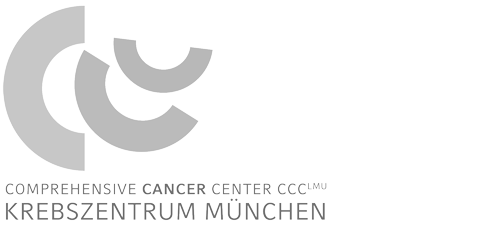 COMPREHENSIVE CANCER CENTER CCC LMU
KREBSZENTRUM MÜNCHEN